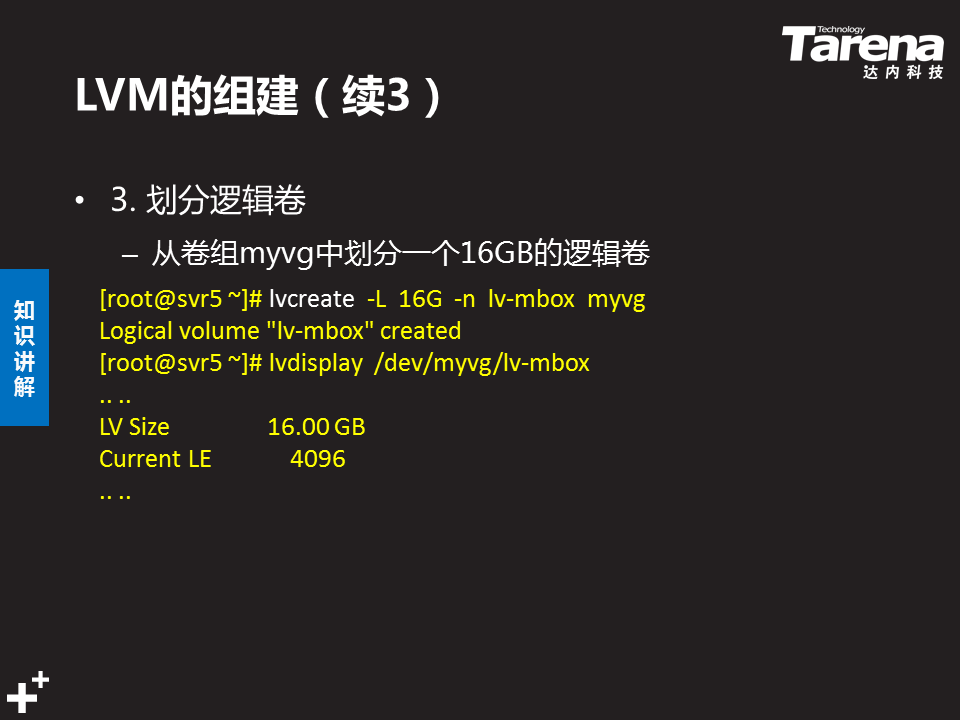 Technology
Tarena
达内科技
LVM的组建（续3）
• 3. 划分逻辑卷
– 从卷组myvg中划分一个16GB的逻辑卷
知识讲解
[root@svr5 ~]# lvcreate -L 16G -n lv-mbox myvg
Logical volume "lv-mbox" created
[root@svr5 ~]# lvdisplay /dev/myvg/lv-mbox
.. ..
LV Size 16.00 GB
Current LE 4096
.. ..